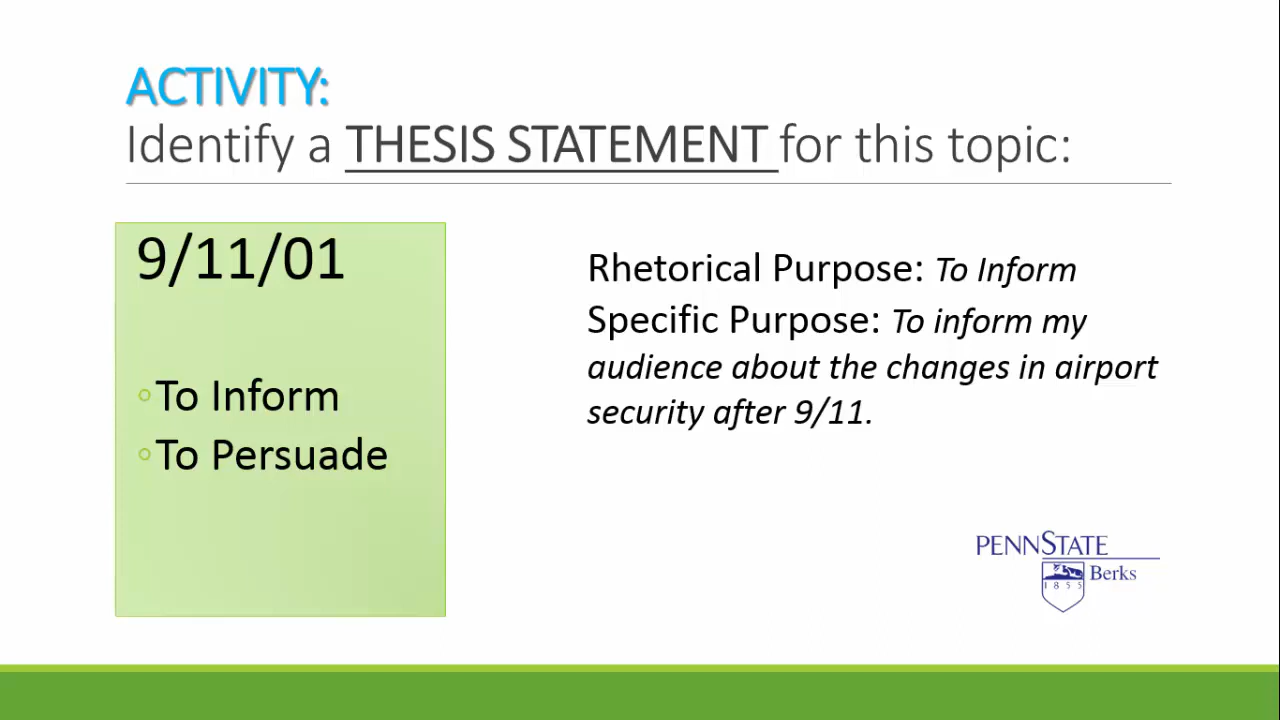 ACTIVITY:
Identify a THESIS STATEMENT for this topic:
9/11/01
◦To Inform
◦To Persuade
Rhetorical Purpose: To Inform
Specific Purpose: To inform my
audience about the changes in airport
security after 9/11.
PENNSTATE
Berks
1855